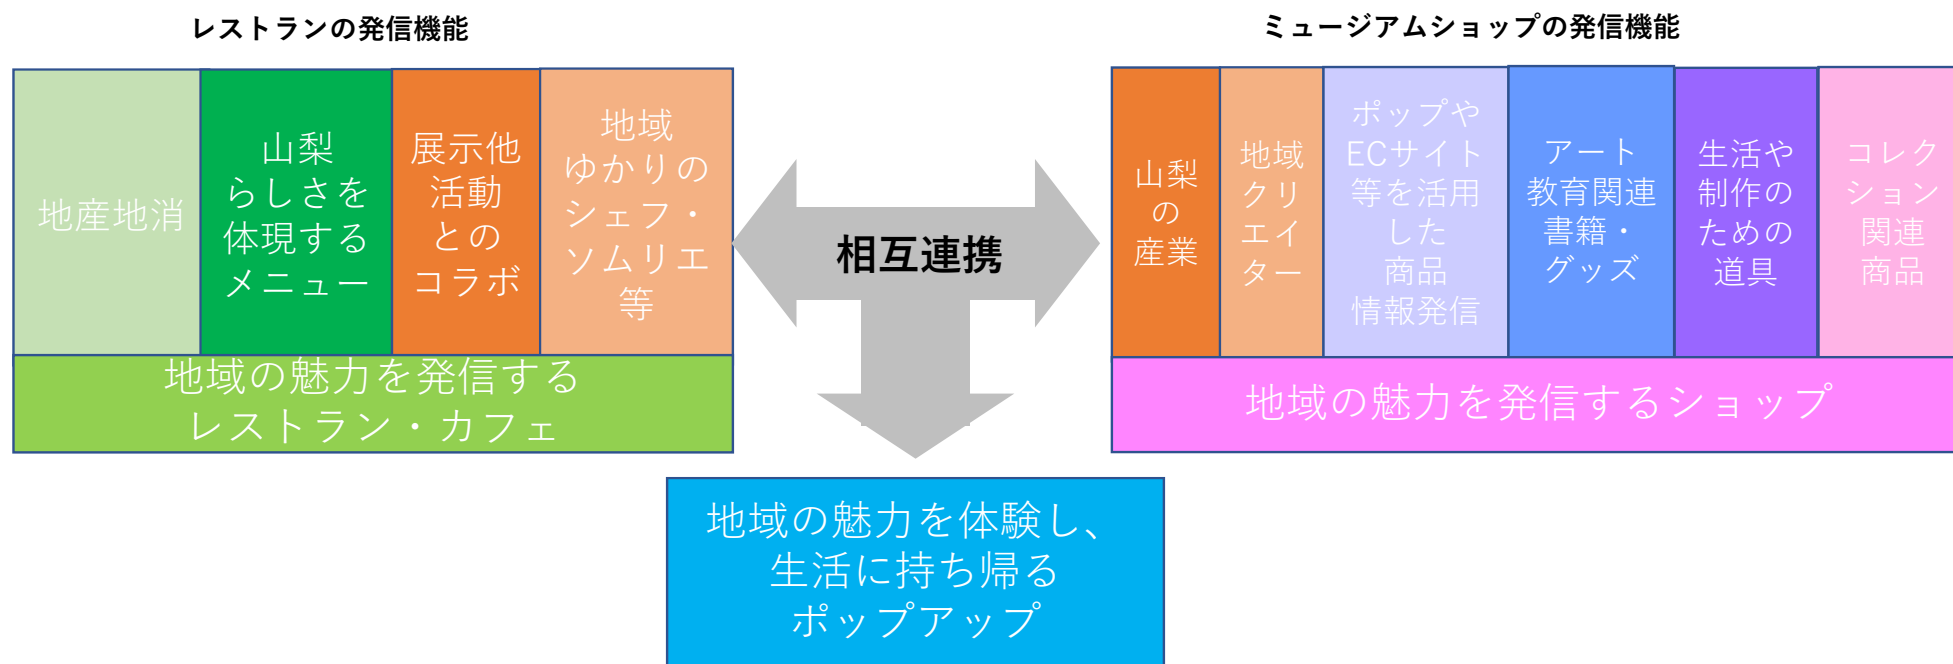 レストランの発信機能
地産地消
山梨
らしさを
体現する
メニュー
展示他
活動
との
コラボ
地域
ゆかりの
シェフ・
ソムリエ
等
地域の魅力を発信する
レストラン・カフェ
相互連携
ミュージアムショップの発信機能
山梨
の
産業
地域
クリ
エイ
ター
ポップや
ECサイト
等を活用
した
商品
情報発信
アート
教育関連
書籍・
グッズ
生活や
制作の
ための
道具
コレク
ション
関連
商品
地域の魅力を発信するショップ
地域の魅力を体験し、
生活に持ち帰る
ポップアップ